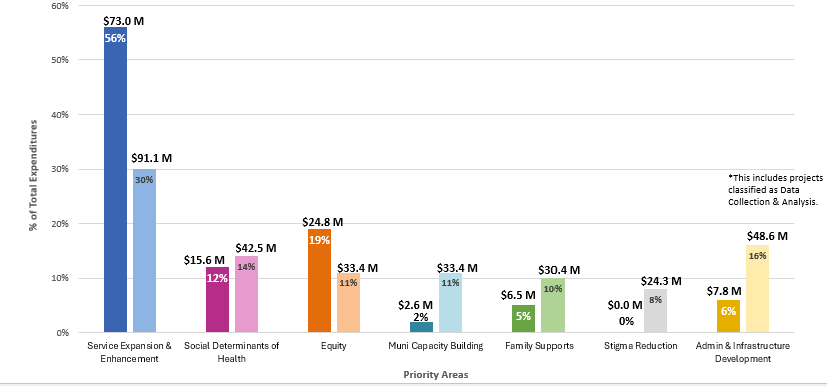 60%
50%
40%
30%
20%
10%
0%
% of Total Expenditures
$73.0 M
56%
$91.1 M
30%
$15.6 M
12%
$42.5 M
14%
$24.8 M
19%
$33.4 M
11%
$2.6 M
2%
$33.4 M
11%
$6.5 M
5%
$30.4 M
10%
$0.0 M
0%
$24.3 M
8%
$7.8 M
6%
$48.6 M
16%
*This includes projects
classified as Data
Collection & Analysis.
Service Expansion &
Enhancement
Social Determinants of
Health
Equity
Muni Capacity Building
Family Supports
Stigma Reduction
Admin & Infrastructure
Development
Priority Areas